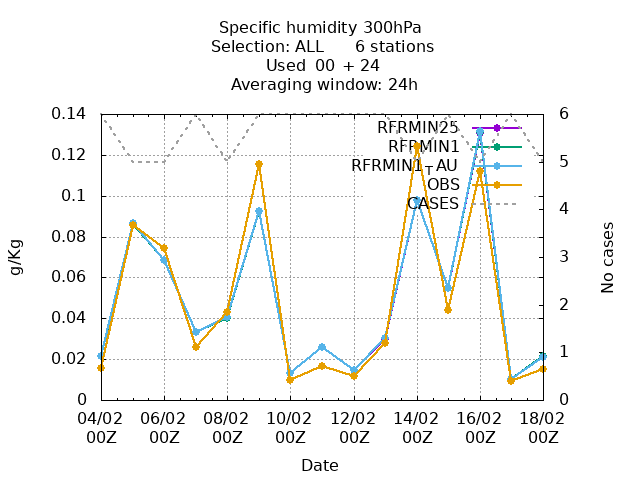 Specific humidity 300hPa
Selection: ALL 6 stations
Used 00 + 24
Averaging window: 24h
RFRMIN25
RFRMIN1
RFRMIN1_AU
OBS
CASES
0.14
0.12
0.1
0.08
0.06
0.04
0.02
0
6
5
4
3
2
1
0
g/Kg
No cases
04/02 06/02 08/02 10/02 12/02 14/02 16/02 18/02
00Z 00Z 00Z 00Z 00Z 00Z 00Z 00Z
Date